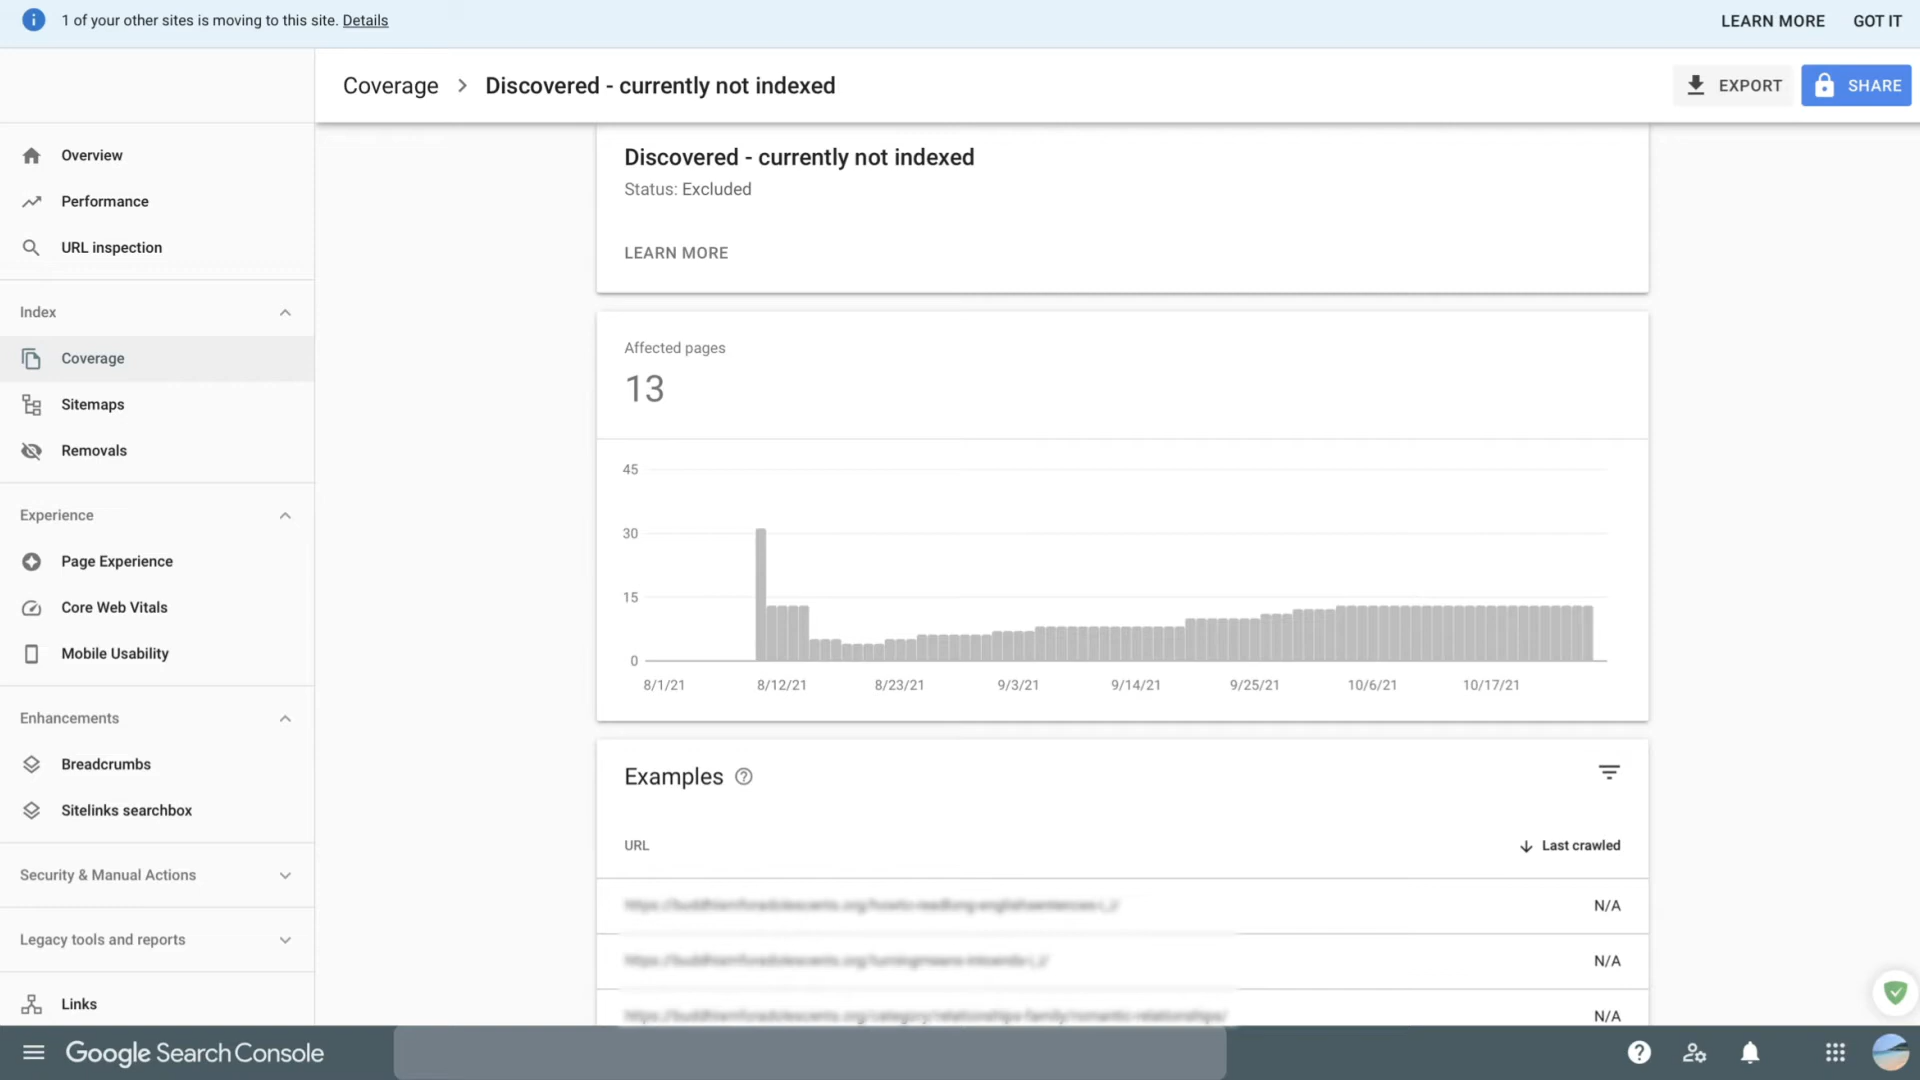 1 of your other sites is moving to this site. Details
LEARN MORE
GOT IT
Coverage
Discovered - currently not indexed
EXPORT
SHARE
Overview
Performance
URL inspection
Index
Coverage
Sitemaps
Removals
Experience
Page Experience
Core Web Vitals
Mobile Usability
Enhancements
Breadcrumbs
Sitelinks searchbox
Security & Manual Actions
Legacy tools and reports
Links
Discovered - currently not indexed
Status: Excluded
LEARN MORE
Affected pages
13
45
30
15
0
8/1/21 8/12/21 8/23/21 9/3/21 9/14/21 9/25/21 10/6/21 10/17/21
Examples
URL
Last crawled
N/A
N/A
N/A
Google Search Console